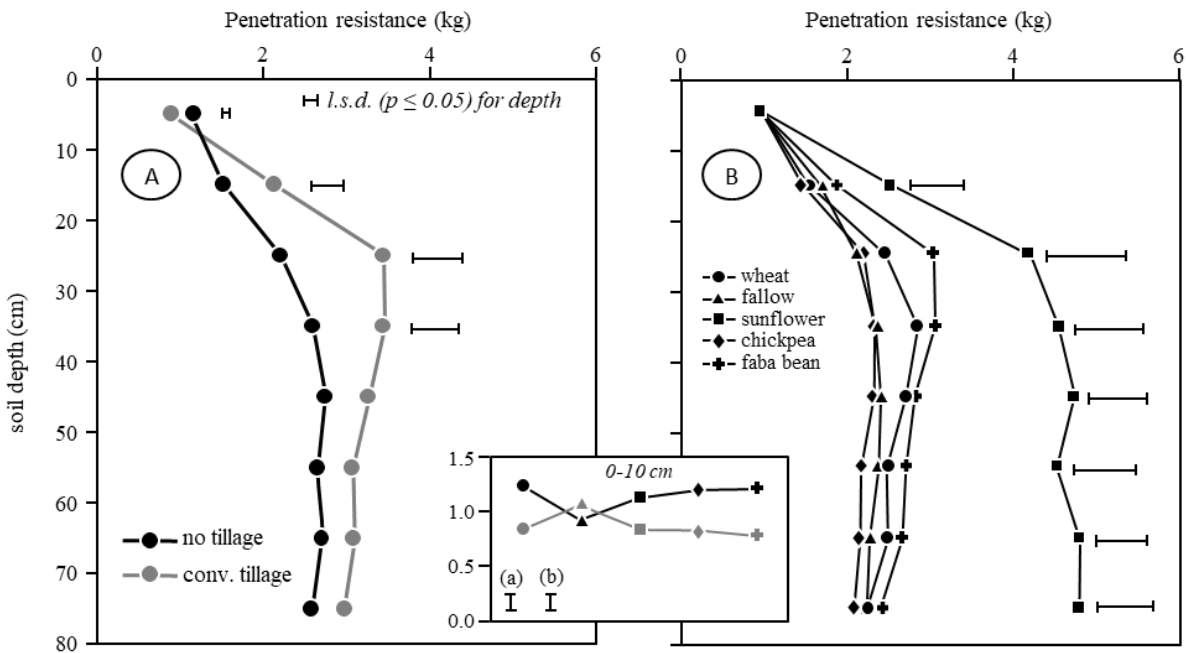 Penetration resistance (kg)
0 2 4 6
0
10
20
30
40
50
60
70
80
soil depth (cm)
l.s.d. (p ≤ 0.05) for depth
A
no tillage
conv. tillage
Penetration resistance (kg)
0 2 4 6
B
wheat
fallow
sunflower
chickpea
faba bean
0-10 cm
1.5
1.0
0.5
0.0
(a) (b)